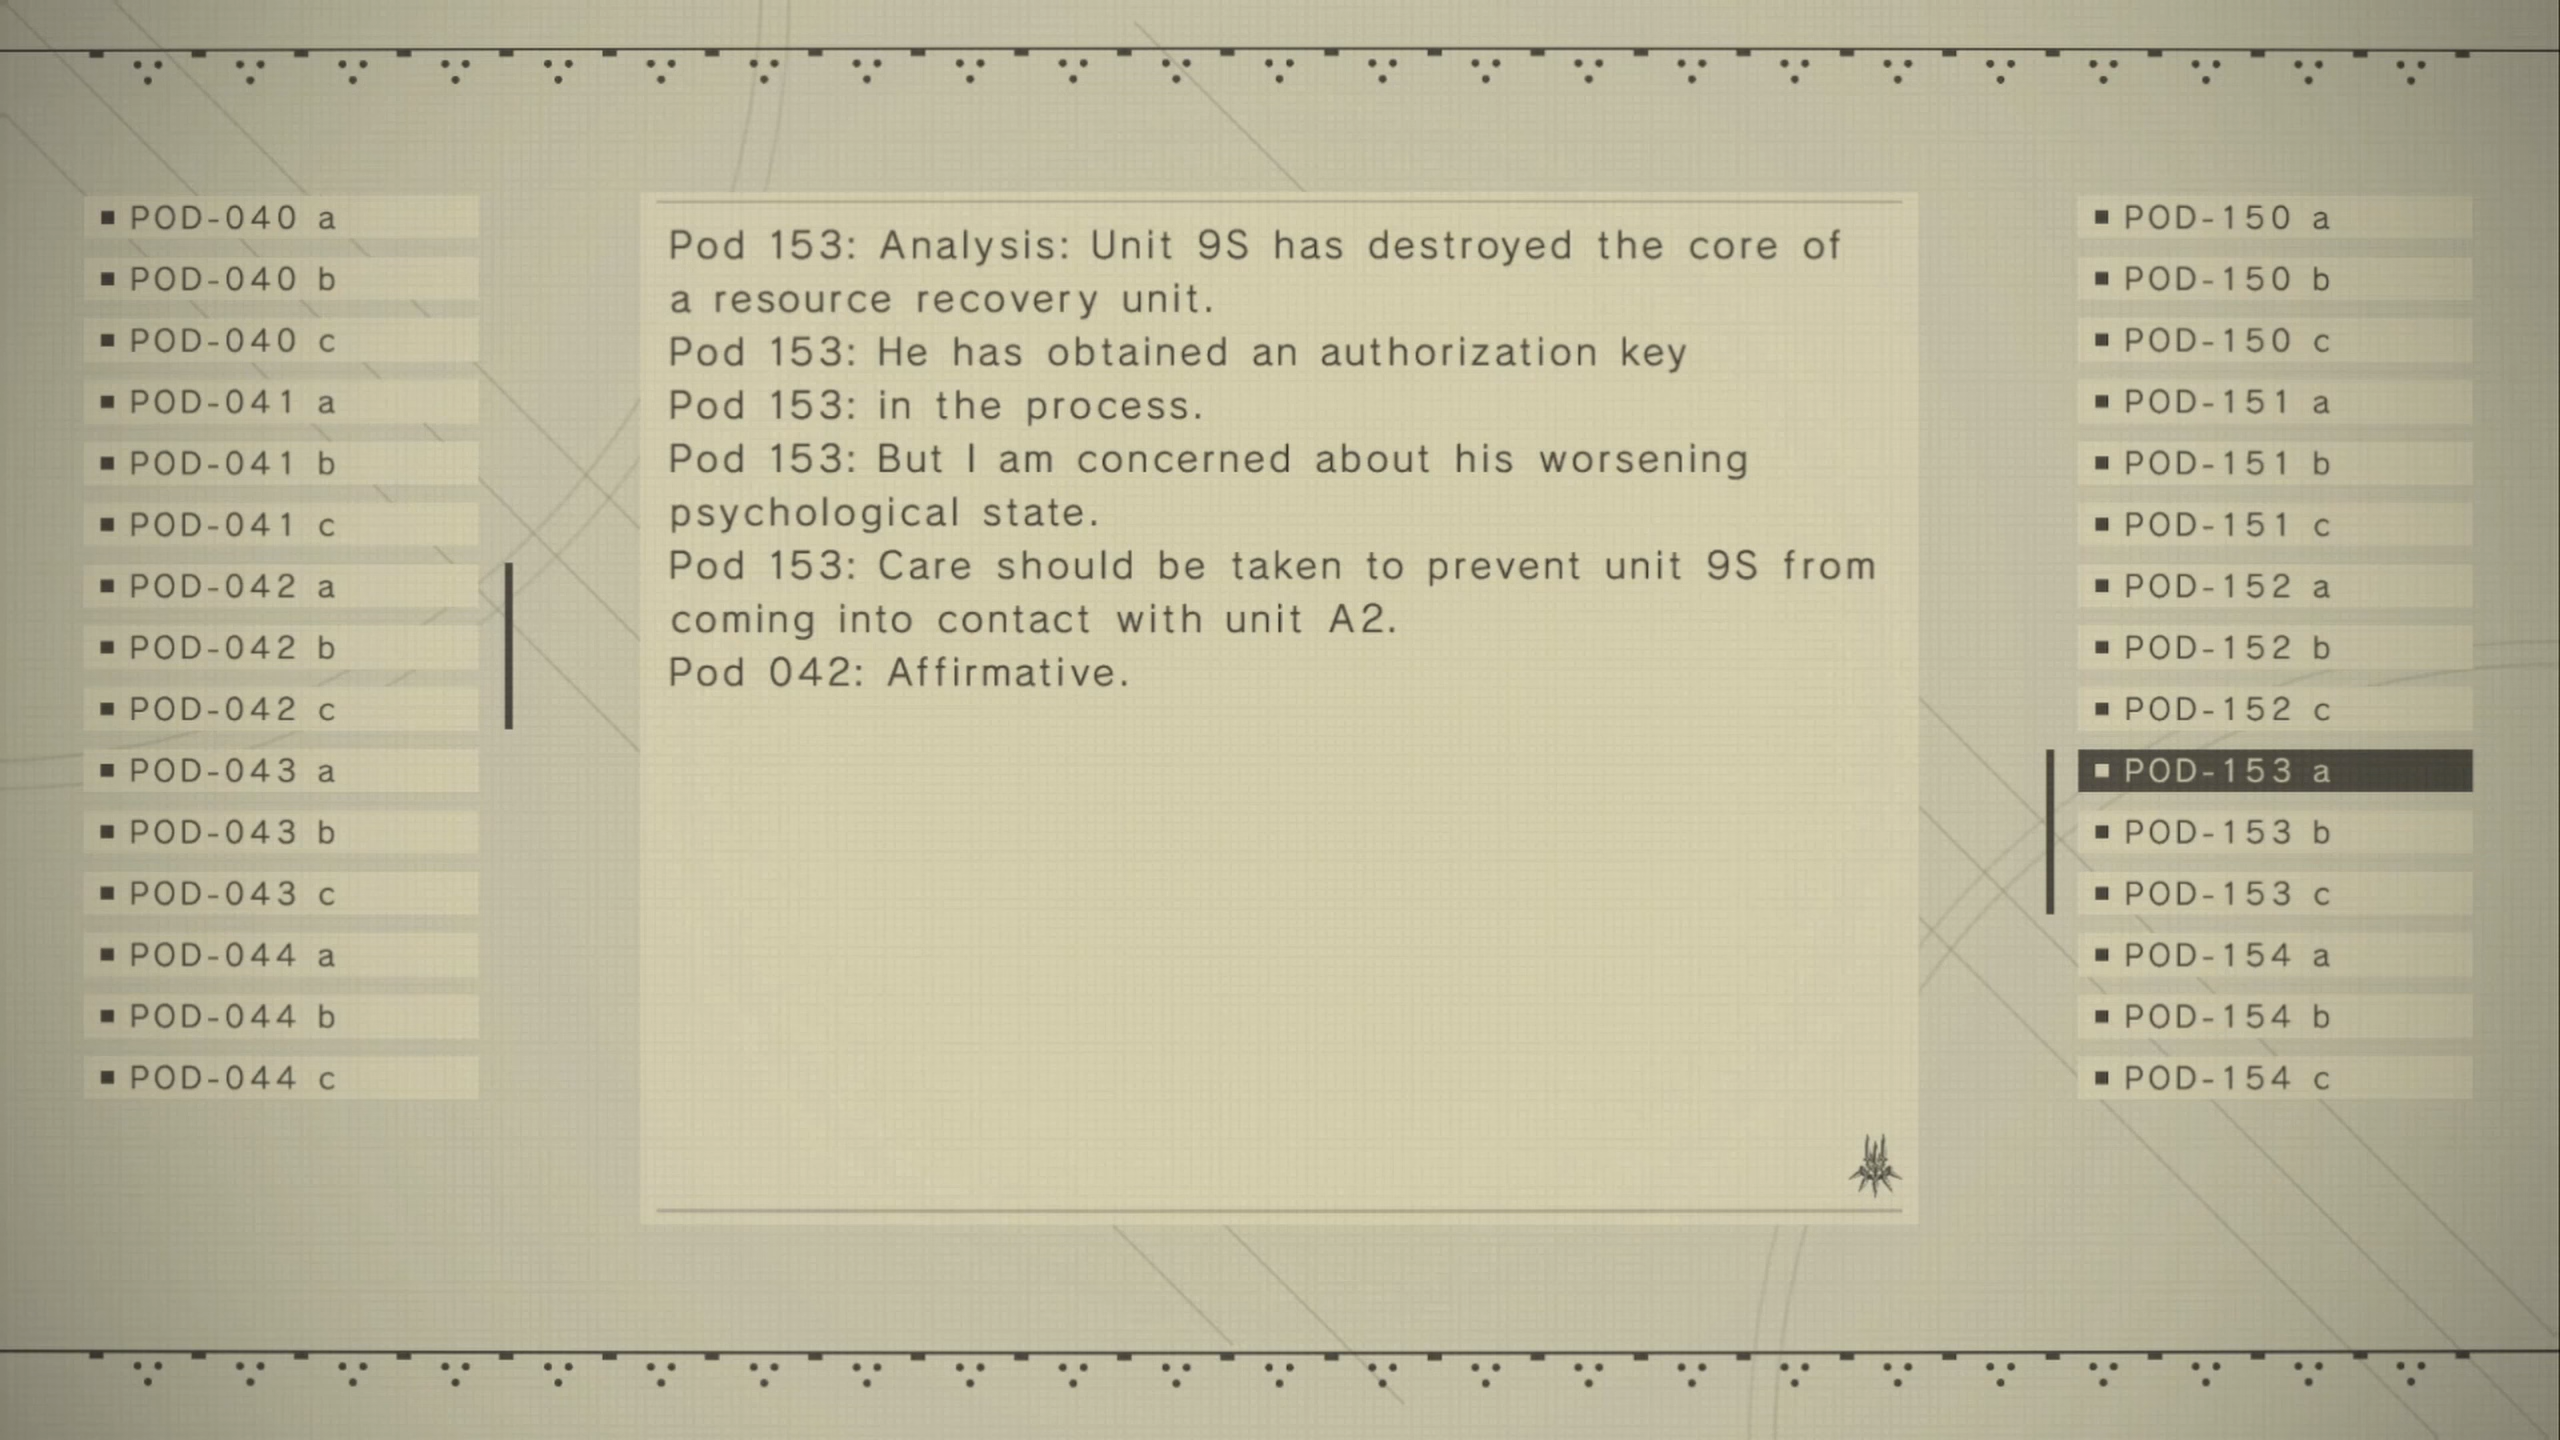 POD-040 a
POD-040 b
POD-040 c
POD-041 a
POD-041 b
POD-041 c
POD-042 a
POD-042 b
POD-042 c
POD-043 a
POD-043 b
POD-043 c
POD-044 a
POD-044 b
POD-044 c
Pod 153: Analysis: Unit 9S has destroyed the core of
a resource recovery unit.
Pod 153: He has obtained an authorization key
Pod 153: in the process.
Pod 153: But I am concerned about his worsening
psychological state.
Pod 153: Care should be taken to prevent unit 9S from
coming into contact with unit A2.
Pod 042: Affirmative.
POD-150 a
POD-150 b
POD-150 c
POD-151 a
POD-151 b
POD-151 c
POD-152 a
POD-152 b
POD-152 c
POD-153 a
POD-153 b
POD-153 c
POD-154 a
POD-154 b
POD-154 c